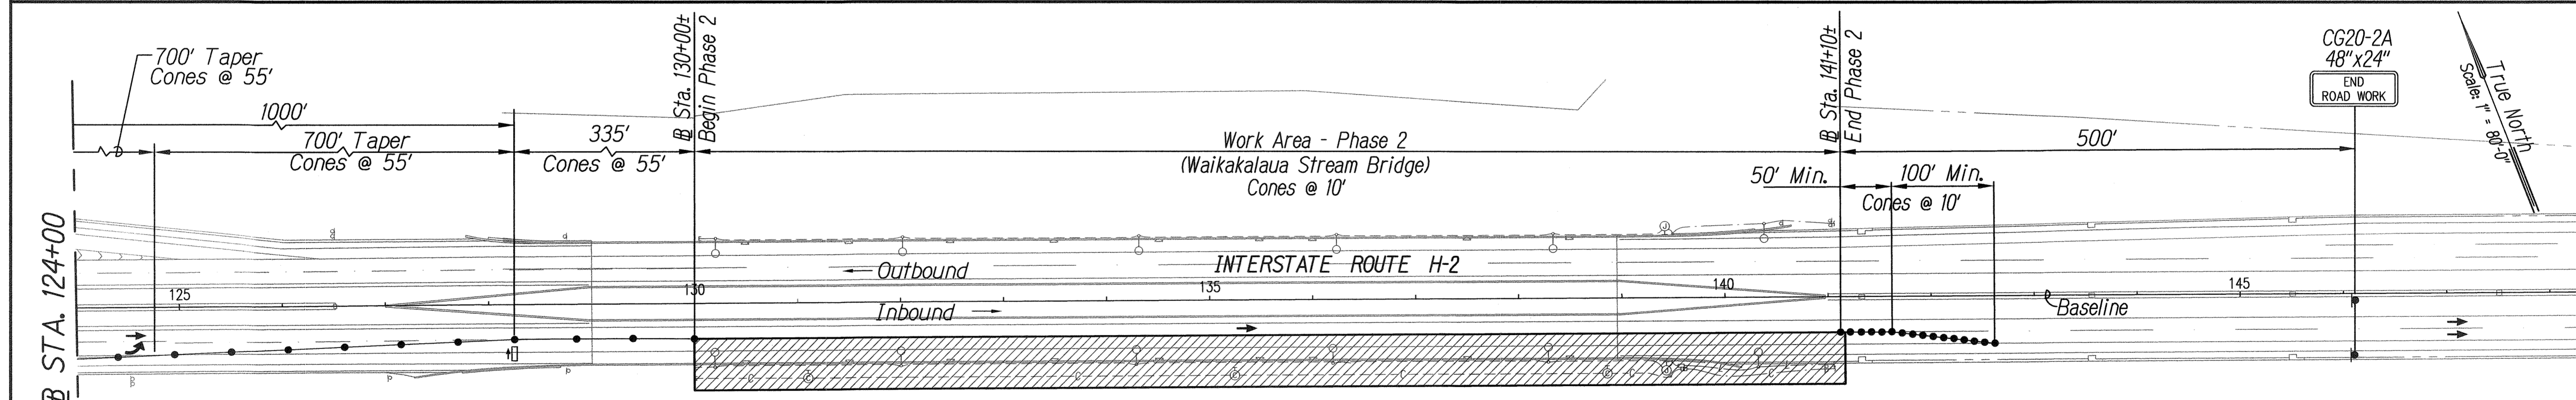 700' Taper
Cones @ 55'
1000'
700' Taper
Cones @ 55'
335'
Cones @ 55'
B Sta. 130+00±
Begin Phase 2
Work Area - Phase 2
(Waikakalaua Stream Bridge)
Cones @ 10'
B Sta. 141+10±
End Phase 2
50' Min.
100' Min.
Cones @ 10'
500'
CG20-2A
48"x24"
END
ROAD WORK
True North
Scale: 1" = 80'-0"
B STA. 124+00
Outbound
INTERSTATE ROUTE H-2
125
130
135
140
145
Inbound
Baseline